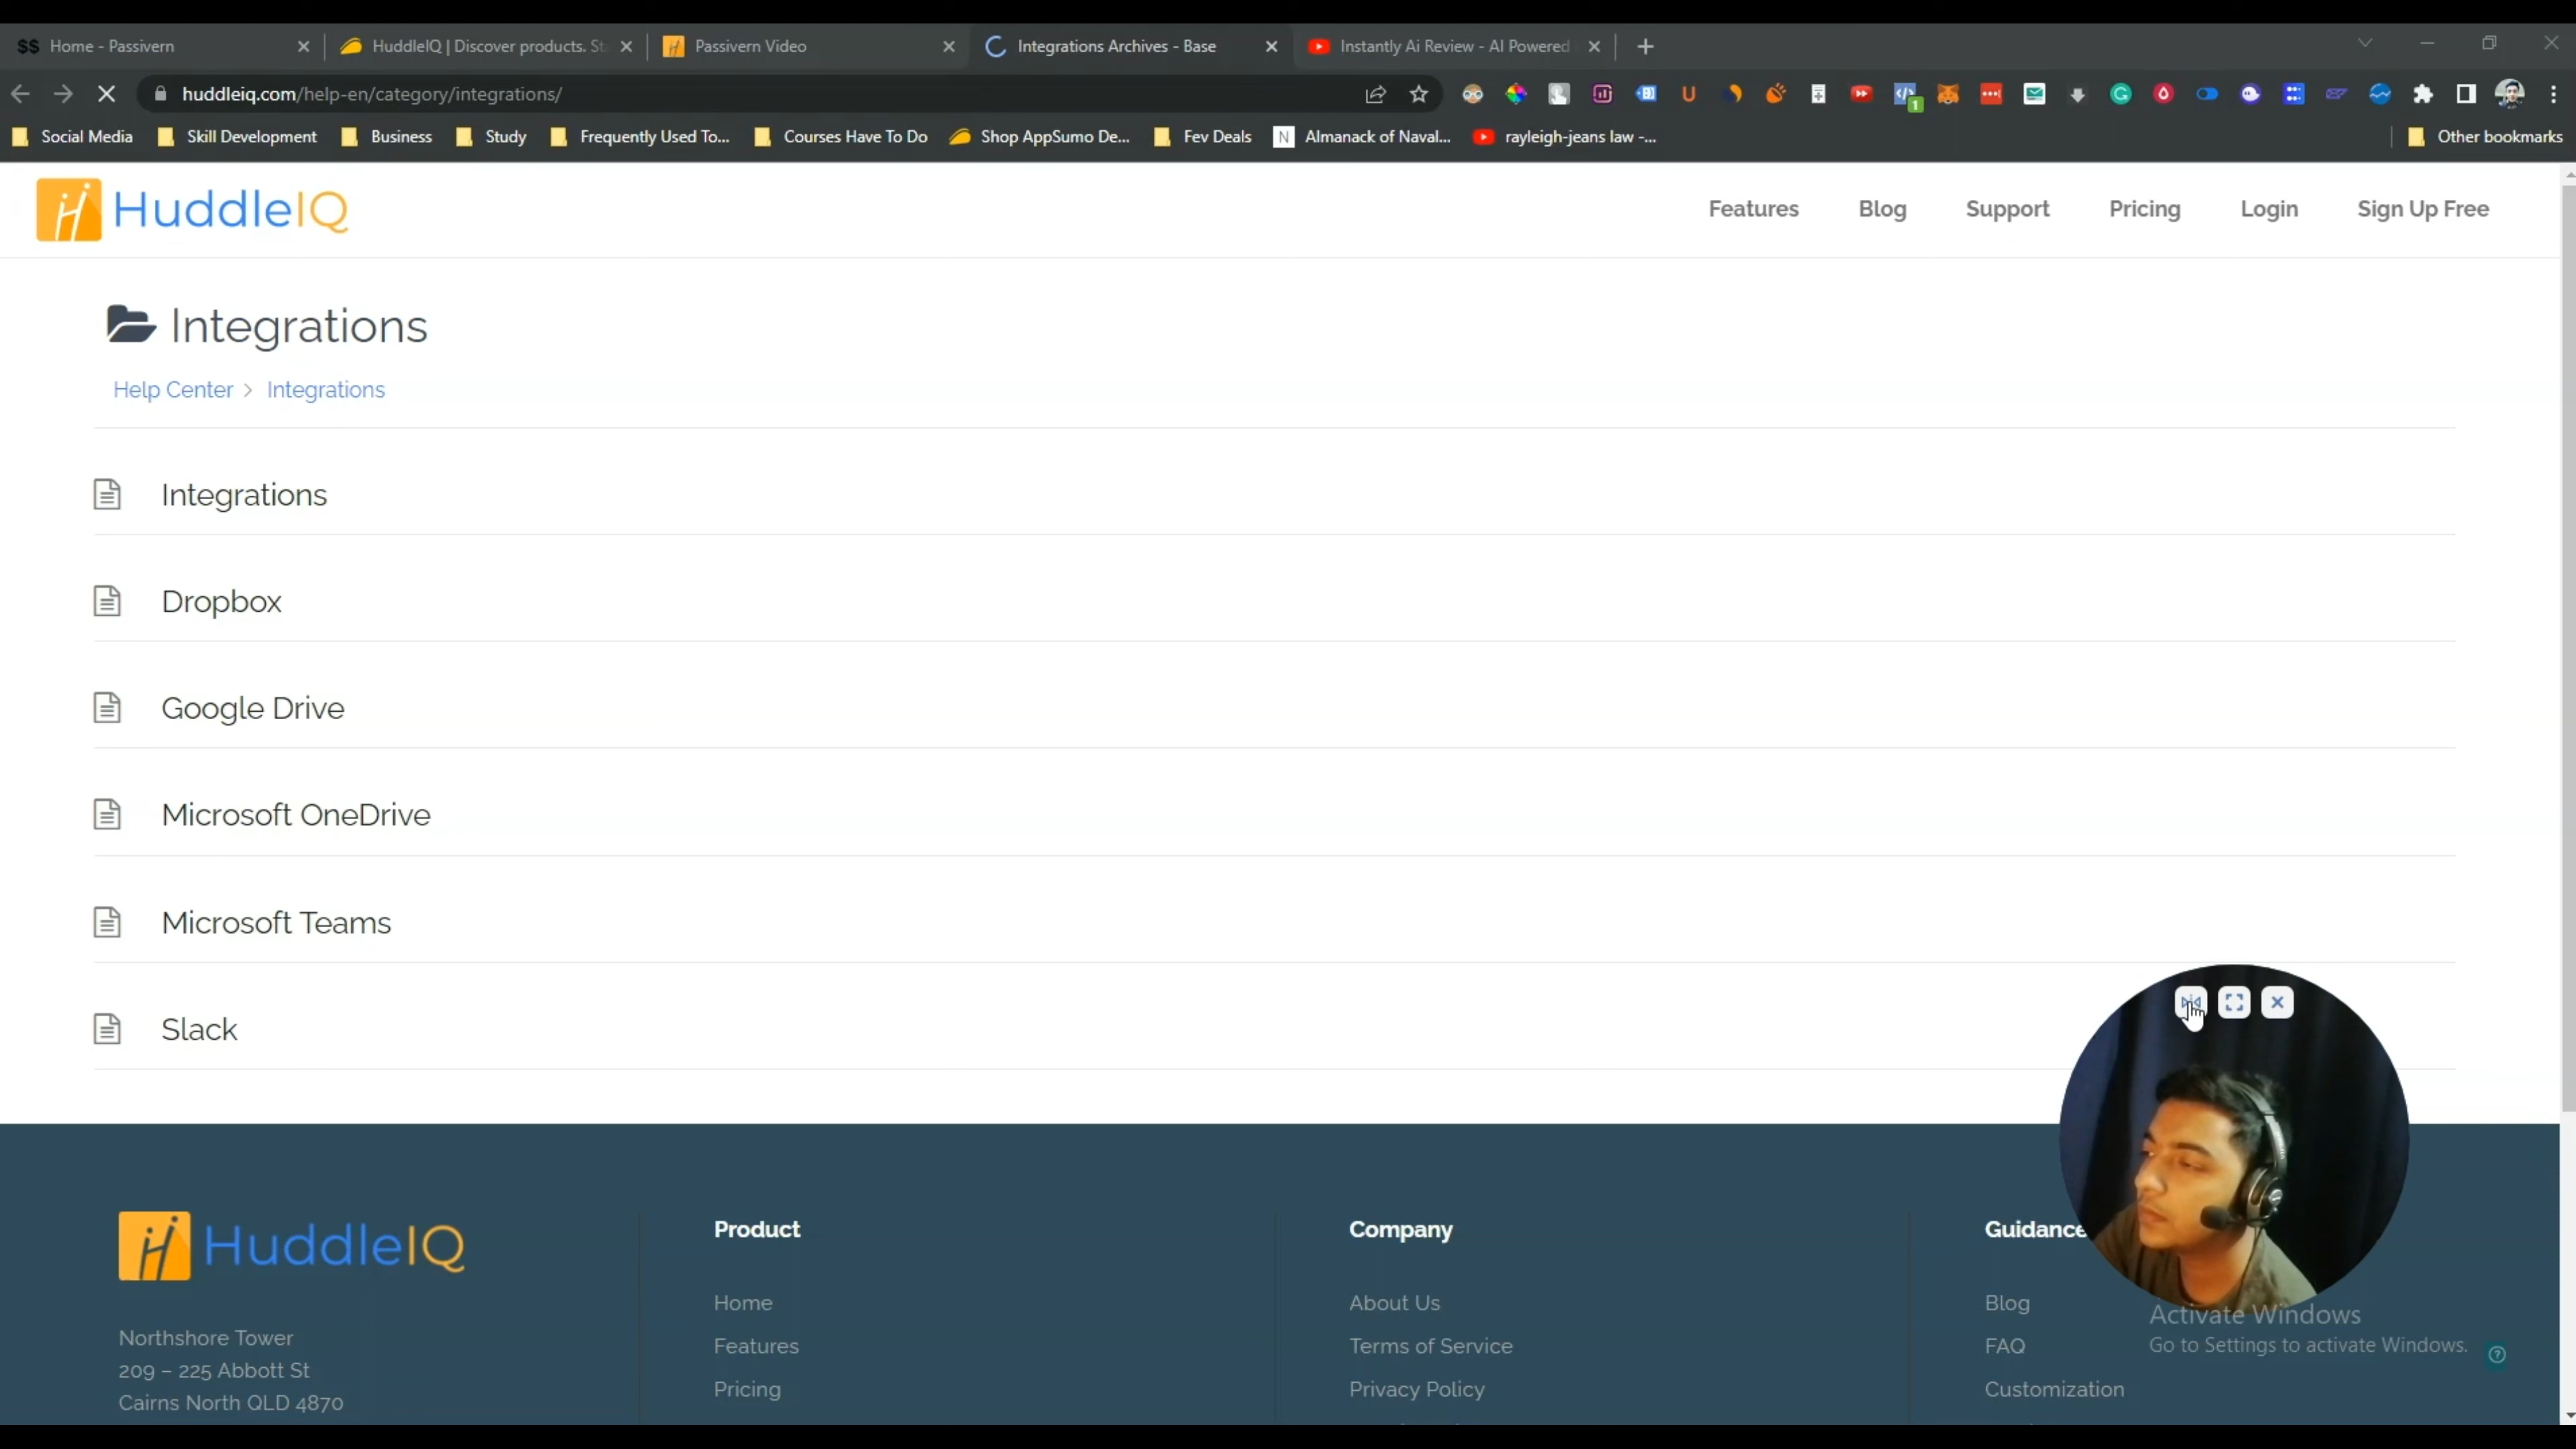 $$ Home - Passivern
HuddleIQ | Discover products. St
Passivern Video
Integrations Archives - Base
Instantly Ai Review - AI Powered
huddleiq.com/help-en/category/integrations/
1
Social Media
Skill Development
Business
Study
Frequently Used To...
Courses Have To Do
Shop AppSumo De...
Fev Deals
N Almanack of Naval...
rayleigh-jeans law -...
Other bookmarks
HuddleIQ
Features
Blog
Support
Pricing
Login
Sign Up Free
Integrations
Help Center > Integrations
Integrations
Dropbox
Google Drive
Microsoft OneDrive
Microsoft Teams
Slack
HuddleIQ
Northshore Tower
209 – 225 Abbott St
Cairns North QLD 4870
Product
Home
Features
Pricing
Company
About Us
Terms of Service
Privacy Policy
Guidance
Blog
FAQ
Customization
Activate Windows
Go to Settings to activate Windows.